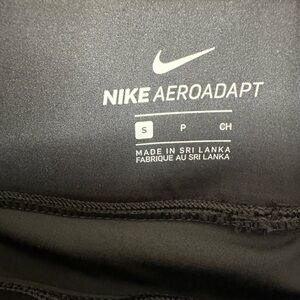 NIKE AEROADAPT
S P CH
MADE IN SRI LANKA
FABRIQUE AU SRI LANKA